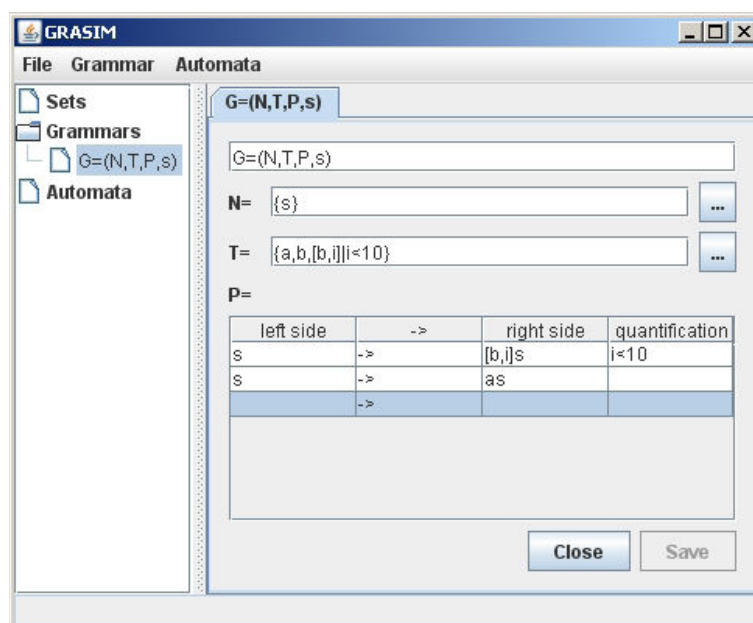 GRASIM
File Grammar Automata
Sets
Grammars
G=(N,T,P,s)
Automata
G=(N,T,P,s)
G=(N,T,P,s)
N= {s} ...
T= {a,b,[b,i]|i<10} ...
P=
left side -> right side quantification
s -> [b,i]s i<10
s -> as
->
Close Save